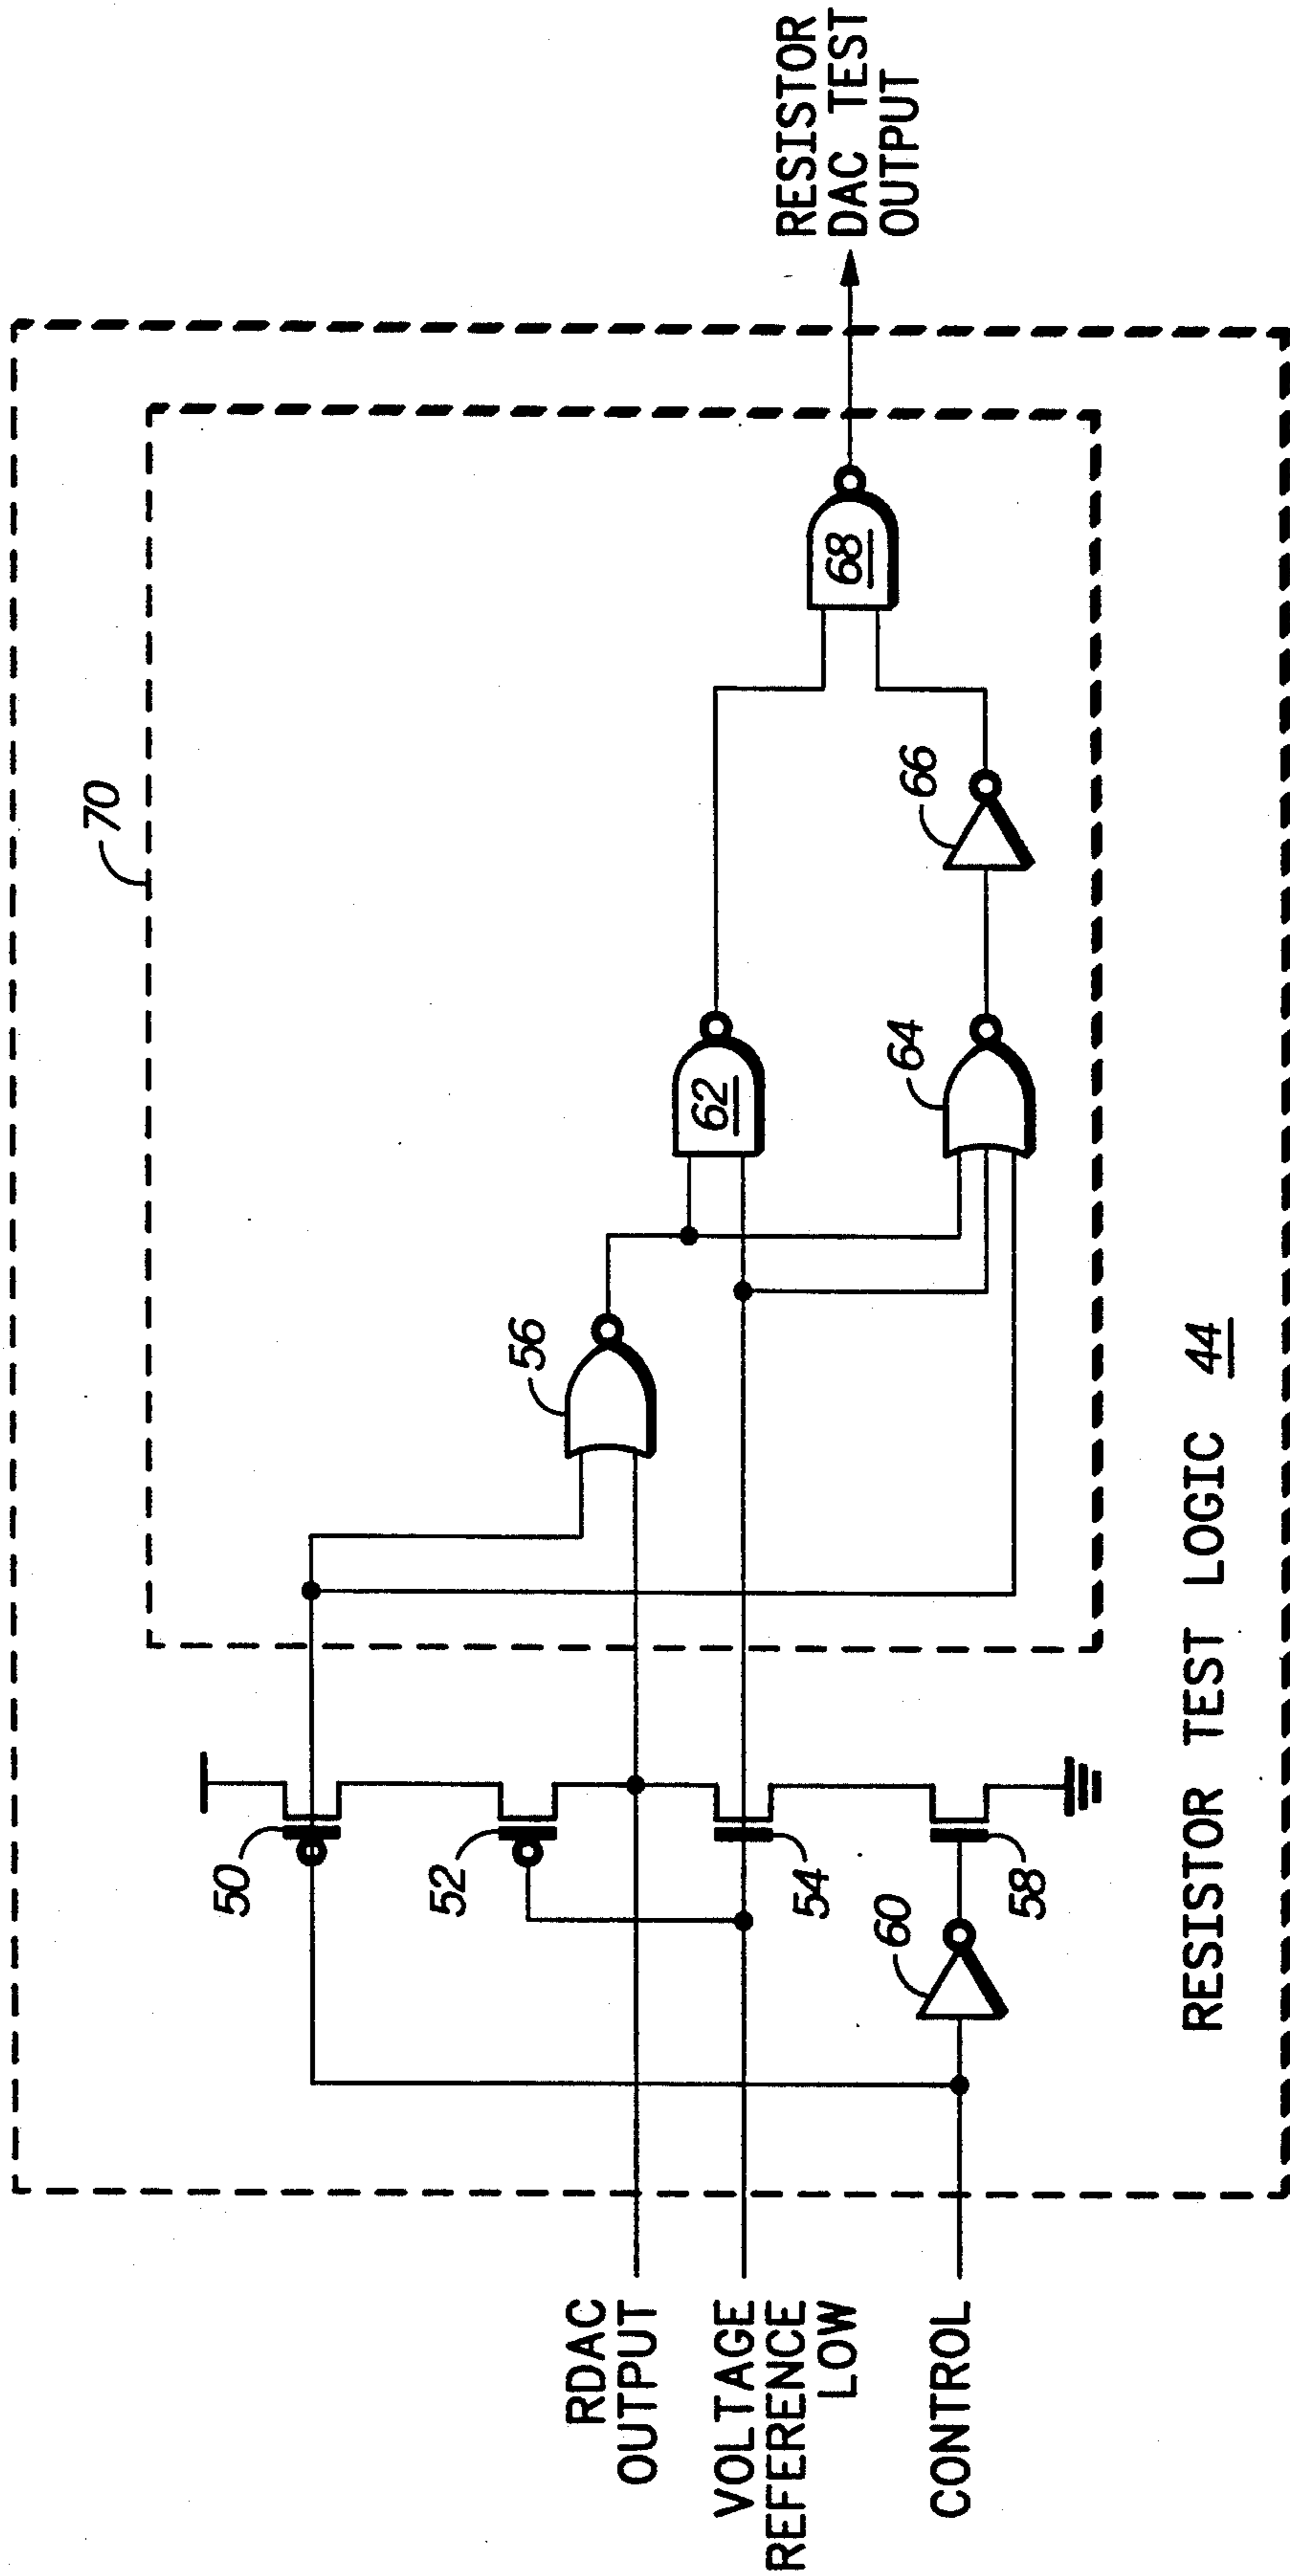 70
RESISTOR
DAC TEST
OUTPUT
50
52
54
58
60
56
62
64
66
68
RDAC
OUTPUT
VOLTAGE
REFERENCE
LOW
CONTROL
RESISTOR TEST LOGIC 44